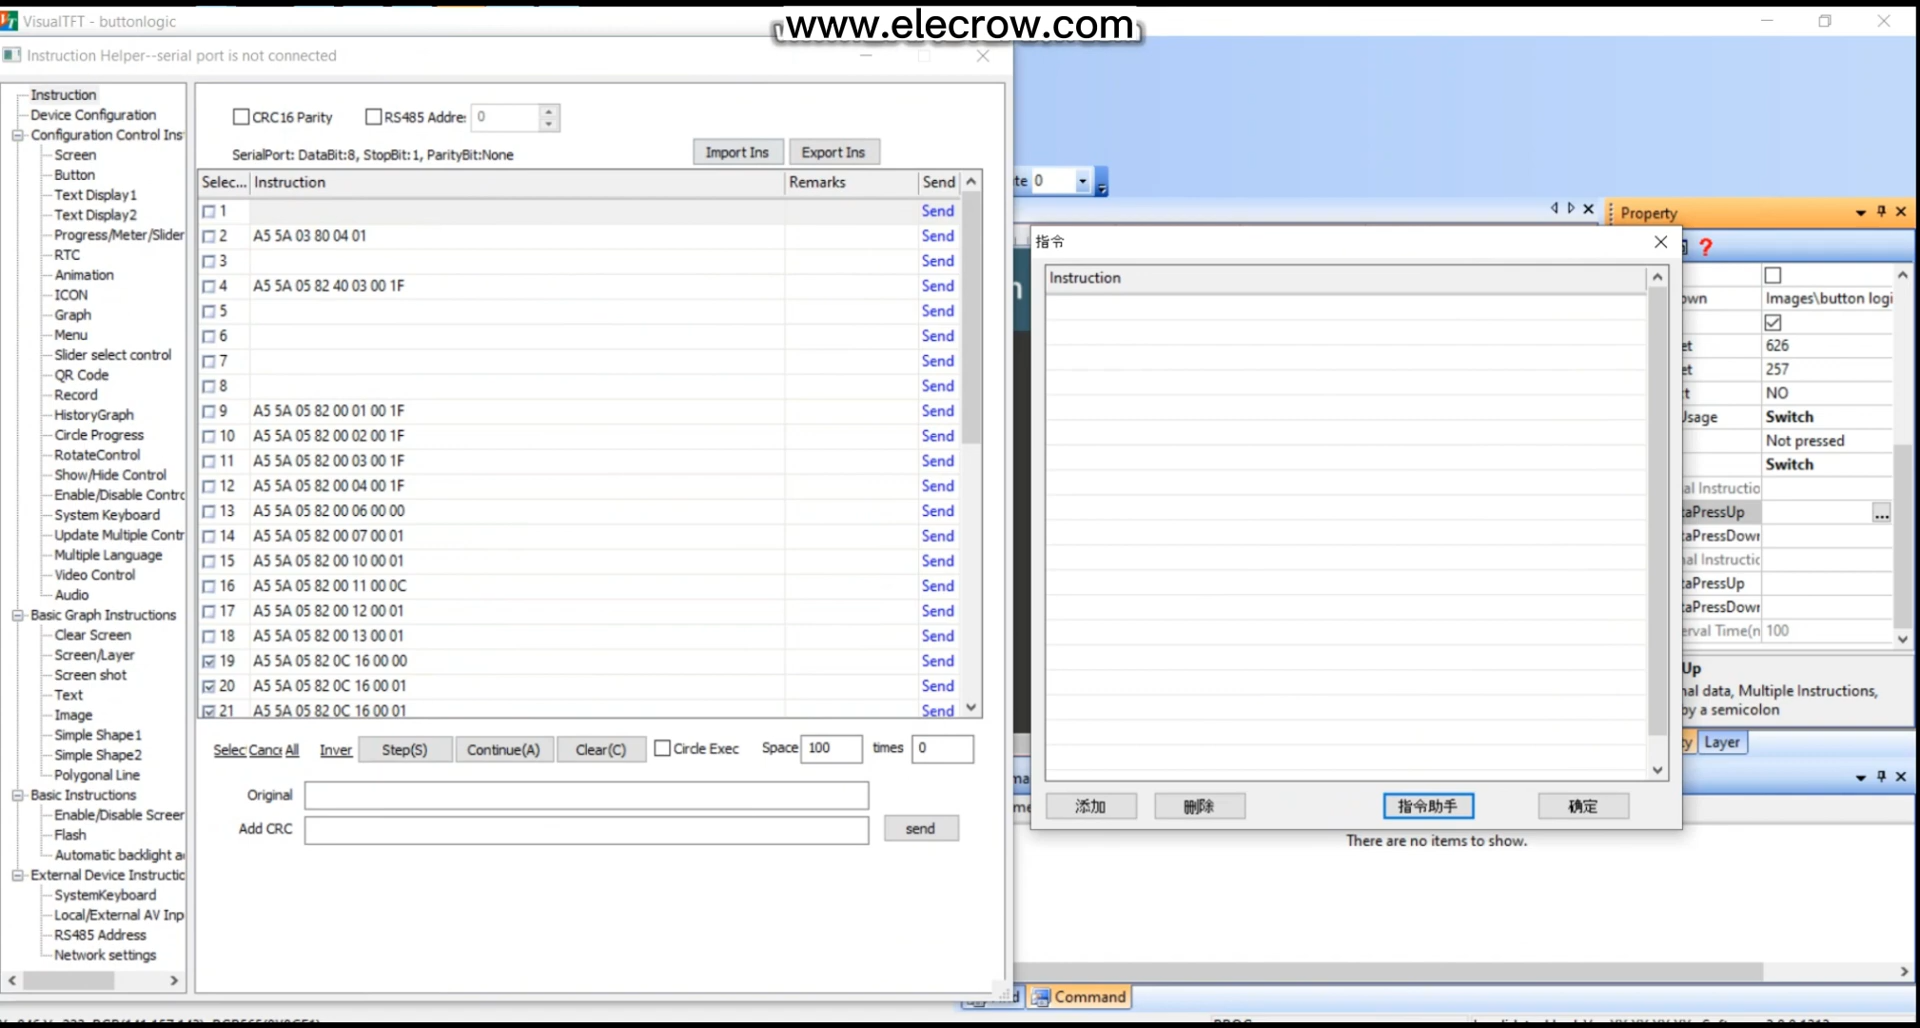 VisualTFT - buttonlogic
www.elecrow.com
Instruction Helper--serial port is not connected
Instruction
Device Configuration
Configuration Control Ins
Screen
Button
Text Display1
Text Display2
Progress/Meter/Slider
RTC
Animation
ICON
Graph
Menu
Slider select control
QR Code
Record
HistoryGraph
Circle Progress
RotateControl
Show/Hide Control
Enable/Disable Contro
System Keyboard
Update Multiple Contr
Multiple Language
Video Control
Audio
Basic Graph Instructions
Clear Screen
Screen/Layer
Screen shot
Text
Image
Simple Shape1
Simple Shape2
Polygonal Line
Basic Instructions
Enable/Disable Screer
Flash
Automatic backlight a
External Device Instructio
SystemKeyboard
Local/External AV Inp
RS485 Address
Network settings
CRC16 Parity RS485 Addre: 0
SerialPort: DataBit:8, StopBit:1, ParityBit:None
Import Ins Export Ins
Selec... Instruction Remarks Send
1 Send
2 A5 5A 03 80 04 01 Send
3 Send
4 A5 5A 05 82 40 03 00 1F Send
5 Send
6 Send
7 Send
8 Send
9 A5 5A 05 82 00 01 00 1F Send
10 A5 5A 05 82 00 02 00 1F Send
11 A5 5A 05 82 00 03 00 1F Send
12 A5 5A 05 82 00 04 00 1F Send
13 A5 5A 05 82 00 06 00 00 Send
14 A5 5A 05 82 00 07 00 01 Send
15 A5 5A 05 82 00 10 00 01 Send
16 A5 5A 05 82 00 11 00 0C Send
17 A5 5A 05 82 00 12 00 01 Send
18 A5 5A 05 82 00 13 00 01 Send
19 A5 5A 05 82 0C 16 00 00 Send
20 A5 5A 05 82 0C 16 00 01 Send
21 A5 5A 05 82 0C 16 00 01 Send
Selec Cancc All Inver Step(S) Continue(A) Clear(C) Circle Exec Space 100 times 0
Original
Add CRC send
te 0
指令
Instruction
添加 删除 指令助手 确定
Property
own Images\button logi
et 626
et 257
t NO
Usage Switch
Not pressed
Switch
al Instructio
taPressUp ...
taPressDowr
nal Instructic
taPressUp
taPressDowr
erval Time(n 100
Up
nal data, Multiple Instructions,
by a semicolon
ty Layer
There are no items to show.
Command